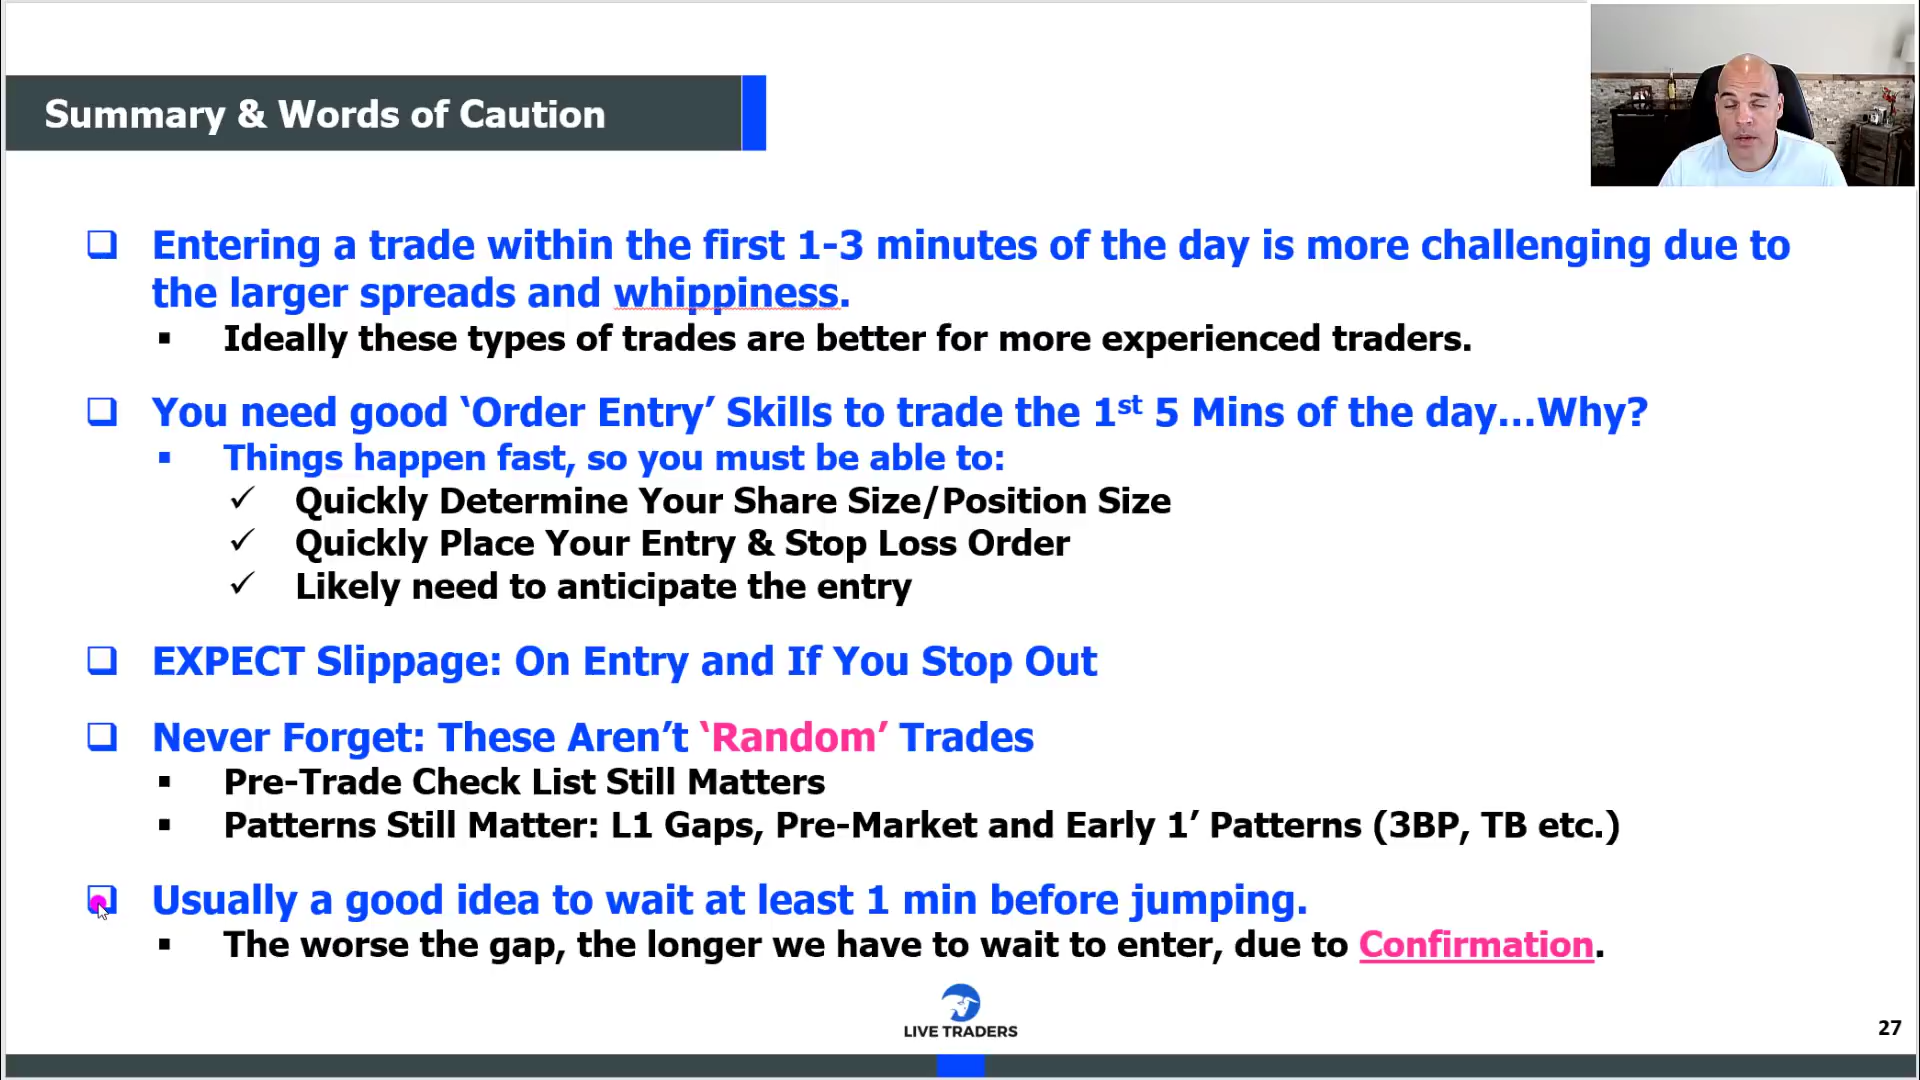 Summary & Words of Caution
Entering a trade within the first 1-3 minutes of the day is more challenging due to
the larger spreads and whippiness.
Ideally these types of trades are better for more experienced traders.
You need good ‘Order Entry’ Skills to trade the 1st 5 Mins of the day...Why?
Things happen fast, so you must be able to:
Quickly Determine Your Share Size/Position Size
Quickly Place Your Entry & Stop Loss Order
Likely need to anticipate the entry
EXPECT Slippage: On Entry and If You Stop Out
Never Forget: These Aren’t ‘Random’ Trades
Pre-Trade Check List Still Matters
Patterns Still Matter: L1 Gaps, Pre-Market and Early 1’ Patterns (3BP, TB etc.)
Usually a good idea to wait at least 1 min before jumping.
The worse the gap, the longer we have to wait to enter, due to Confirmation.
LIVE TRADERS
27